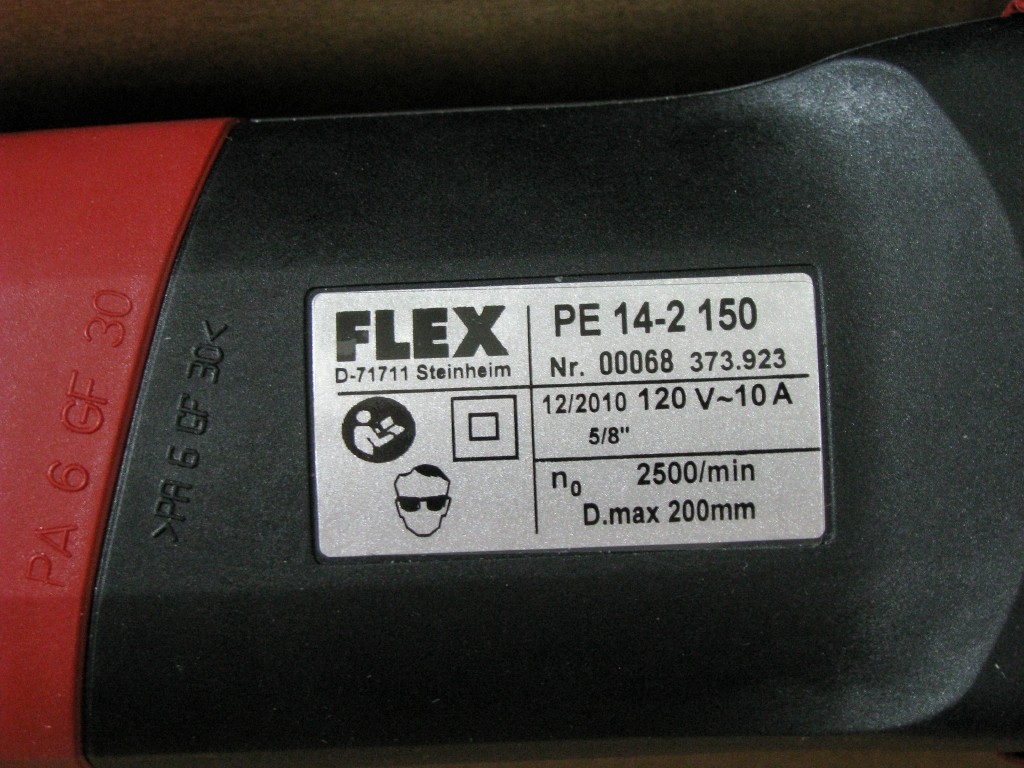 PA 6 GF 30
>PA 6 GF 30<
FLEX
D-71711 Steinheim
PE 14-2 150
Nr. 00068 373.923
12/2010 120 V~10 A
5/8"
n₀ 2500/min
D.max 200mm